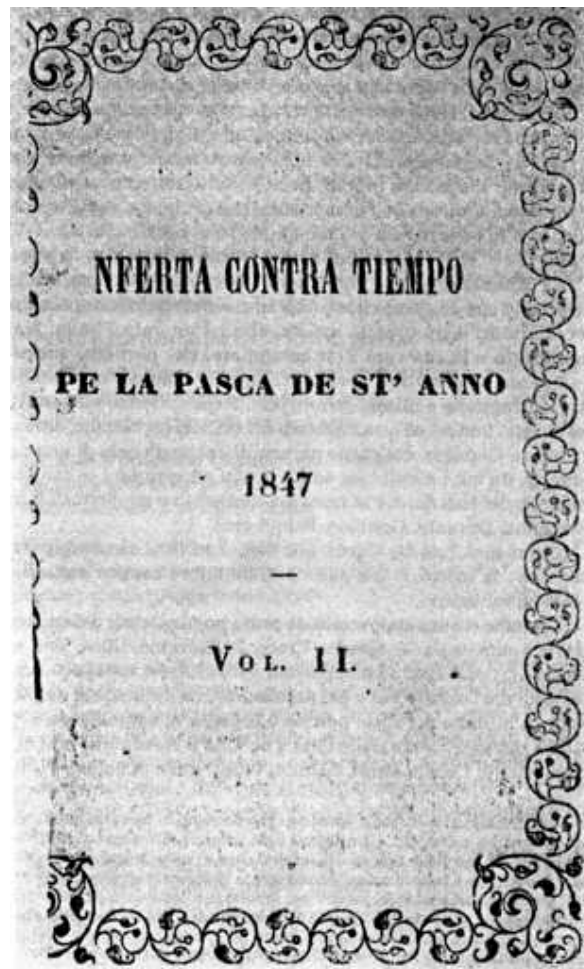 NFERTA CONTRA TIEMPO
PE LA PASCA DE ST’ ANNO
1847
VOL. II.